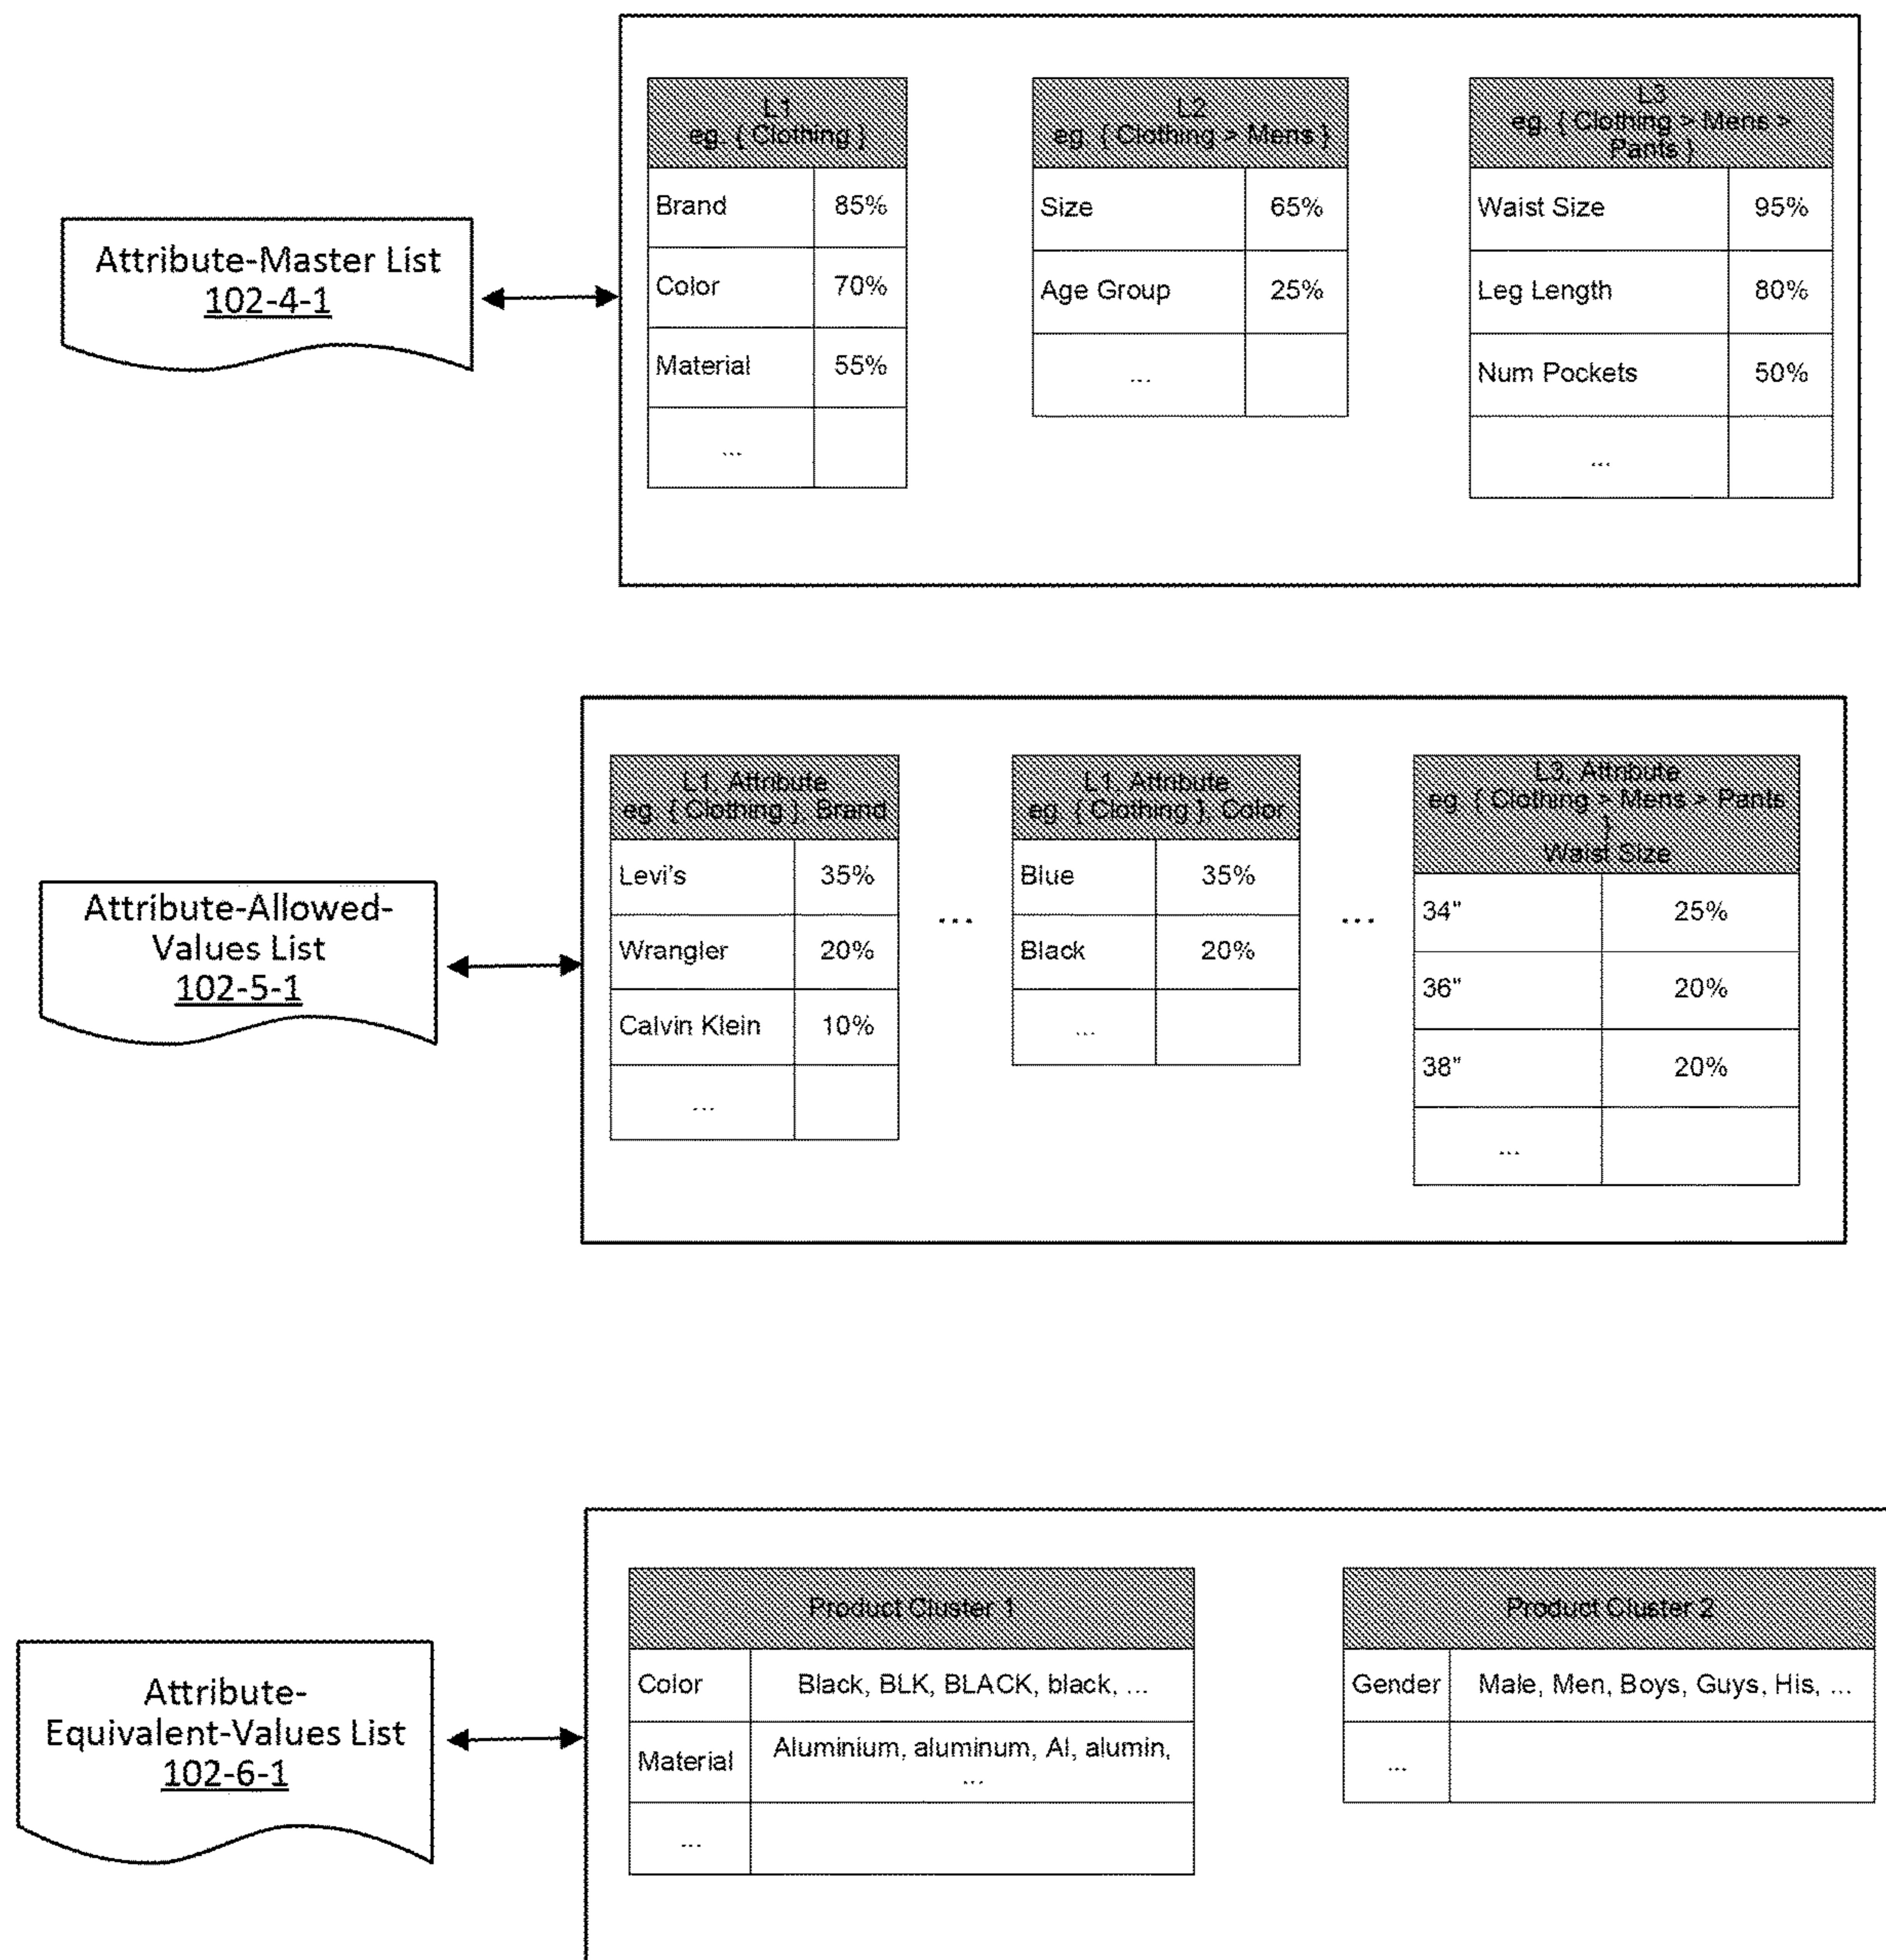 Attribute-Master List
102-4-1
L1
eg. { Clothing }
Brand 85%
Color 70%
Material 55%
...
L2
eg. { Clothing > Mens }
Size 65%
Age Group 25%
...
L3
eg. { Clothing > Mens >
Pants }
Waist Size 95%
Leg Length 80%
Num Pockets 50%
...
Attribute-Allowed-
Values List
102-5-1
L1, Attribute
eg. { Clothing }, Brand
Levi's 35%
Wrangler 20%
Calvin Klein 10%
...
...
L1, Attribute
eg. { Clothing }, Color
Blue 35%
Black 20%
...
...
L3, Attribute
eg. { Clothing > Mens > Pants
}
Waist Size
34" 25%
36" 20%
38" 20%
...
Attribute-
Equivalent-Values List
102-6-1
Product Cluster 1
Color Black, BLK, BLACK, black, ...
Material Aluminium, aluminum, Al, alumin,
...
...
Product Cluster 2
Gender Male, Men, Boys, Guys, His, ...
...